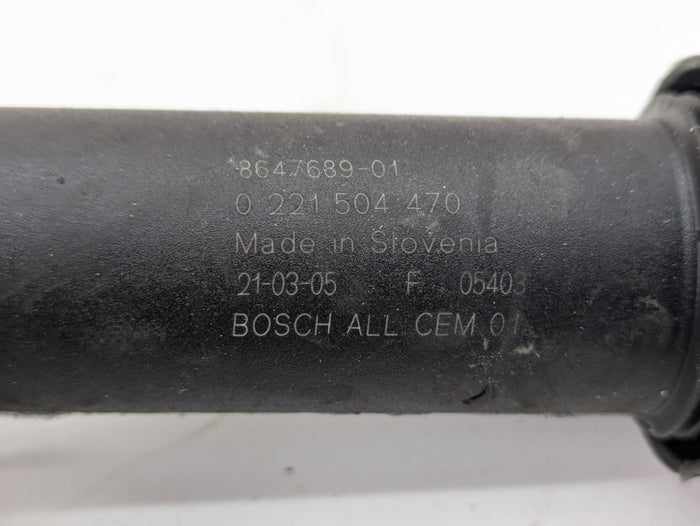 8647689-01
0 221 504 470
Made in Slovenia
21-03-05 F 05403
BOSCH ALL CEM 01